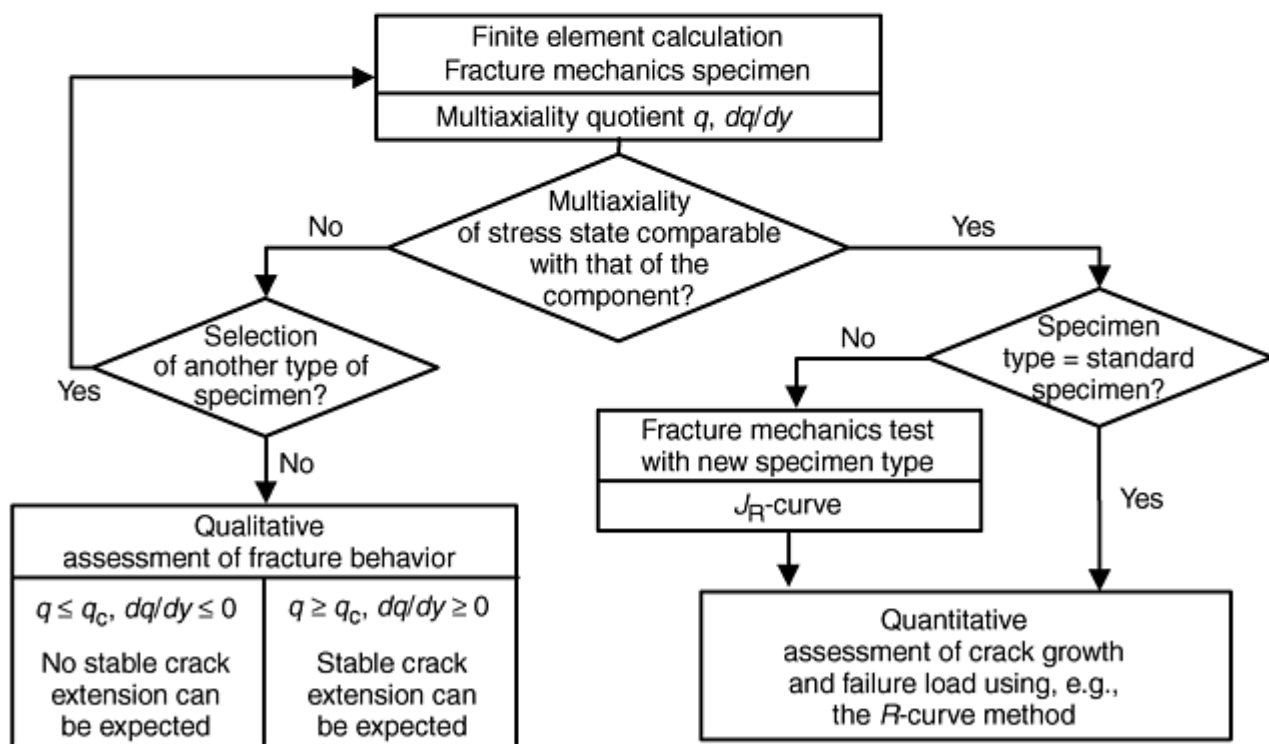 Finite element calculation
Fracture mechanics specimen
Multiaxiality quotient q, dq/dy
Multiaxiality
of stress state comparable
with that of the
component?
No
Yes
Selection
of another type of
specimen?
Yes
No
Specimen
type = standard
specimen?
No
Yes
Fracture mechanics test
with new specimen type
J_R-curve
Qualitative
assessment of fracture behavior
q ≤ q_c, dq/dy ≤ 0
No stable crack
extension can
be expected
q ≥ q_c, dq/dy ≥ 0
Stable crack
extension can
be expected
Quantitative
assessment of crack growth
and failure load using, e.g.,
the R-curve method